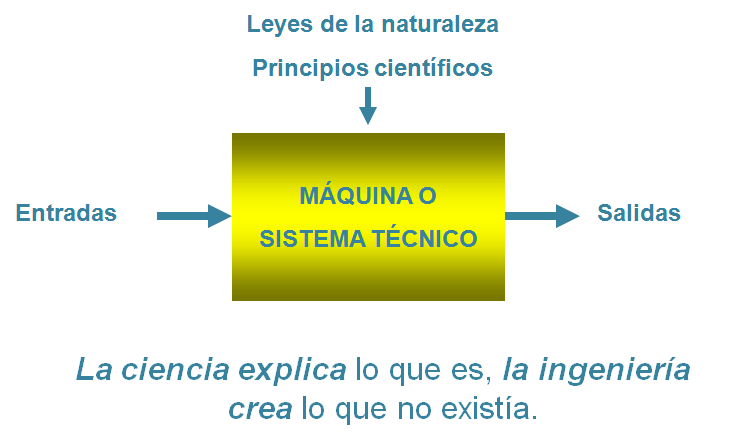 Leyes de la naturaleza
Principios científicos
MÁQUINA O
SISTEMA TÉCNICO
Entradas
Salidas
La ciencia explica lo que es, la ingeniería
crea lo que no existía.